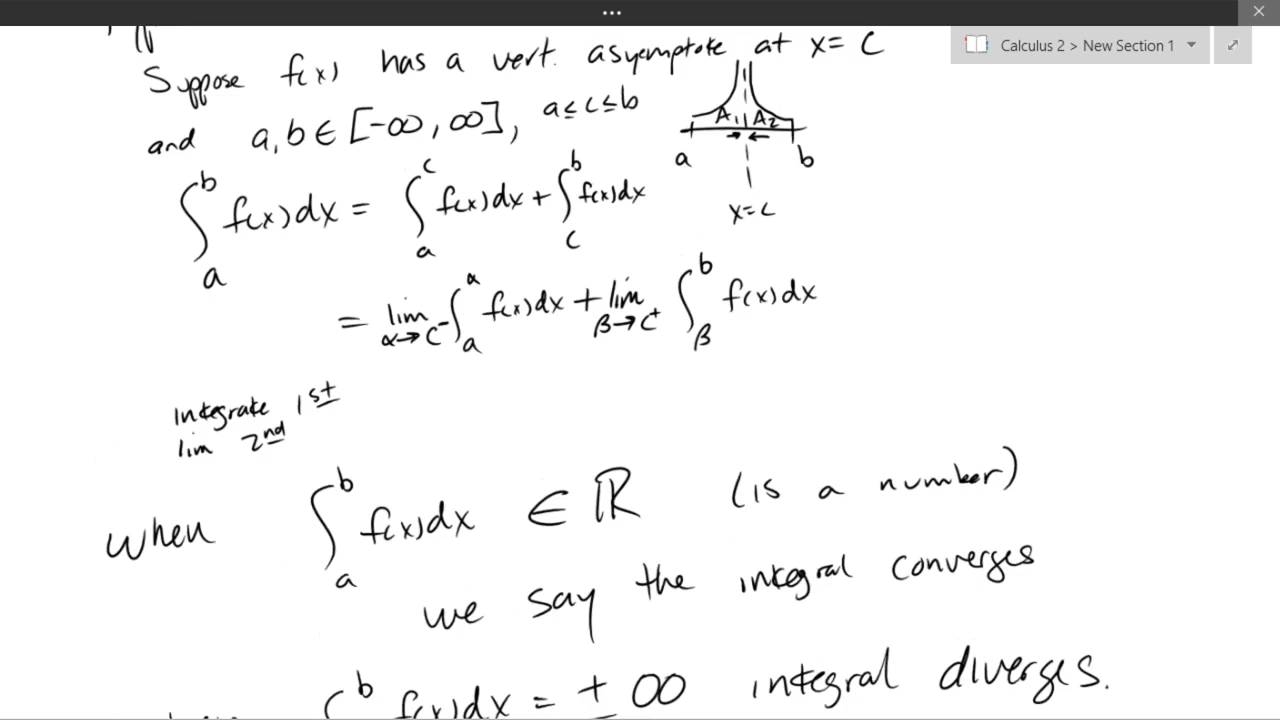 Calculus 2 > New Section 1
Suppose f(x) has a vert. asymptote at x = c
and a, b ∈ [-∞, ∞], a ≤ c ≤ b
A₁ A₂
a b
x = c
∫_a^b f(x) dx = ∫_a^c f(x) dx + ∫_c^b f(x) dx
= lim_{α→c⁻} ∫_a^α f(x) dx + lim_{β→c⁺} ∫_β^b f(x) dx
Integrate 1st
lim 2nd
when ∫_a^b f(x) dx ∈ ℝ (is a number)
we say the integral converges
∫^b f(x) dx = ± ∞ integral diverges.